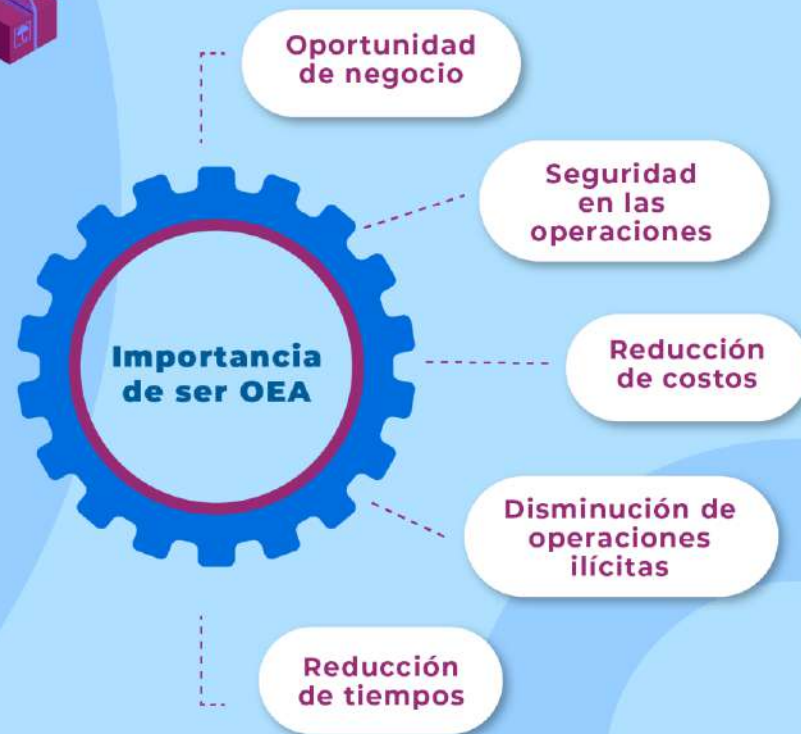 Oportunidad
de negocio
Seguridad
en las
operaciones
Importancia
de ser OEA
Reducción
de costos
Disminución de
operaciones
ilícitas
Reducción
de tiempos